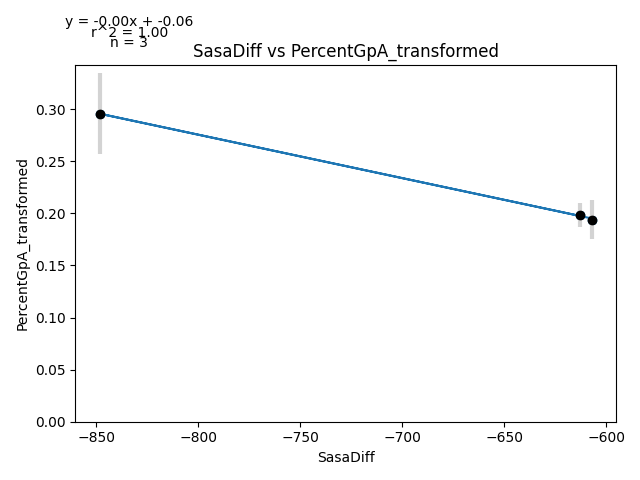 y = -0.00x + -0.06
r^2 = 1.00
n = 3
SasaDiff vs PercentGpA_transformed
PercentGpA_transformed
0.30
0.25
0.20
0.15
0.10
0.05
0.00
−850
−800
−750
−700
−650
−600
SasaDiff